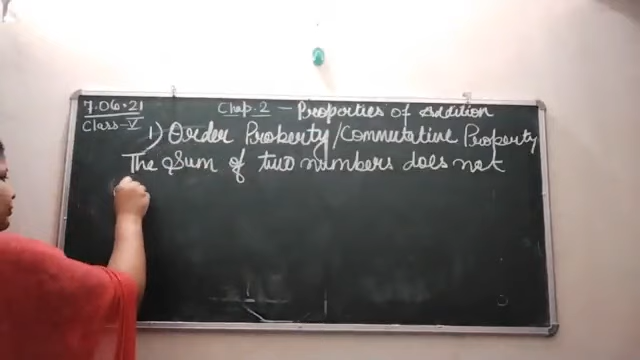 7.06.21
Class-V
Chap. 2 - Properties of Addition
1) Order Property/Commutative Property
The Sum of two numbers does not